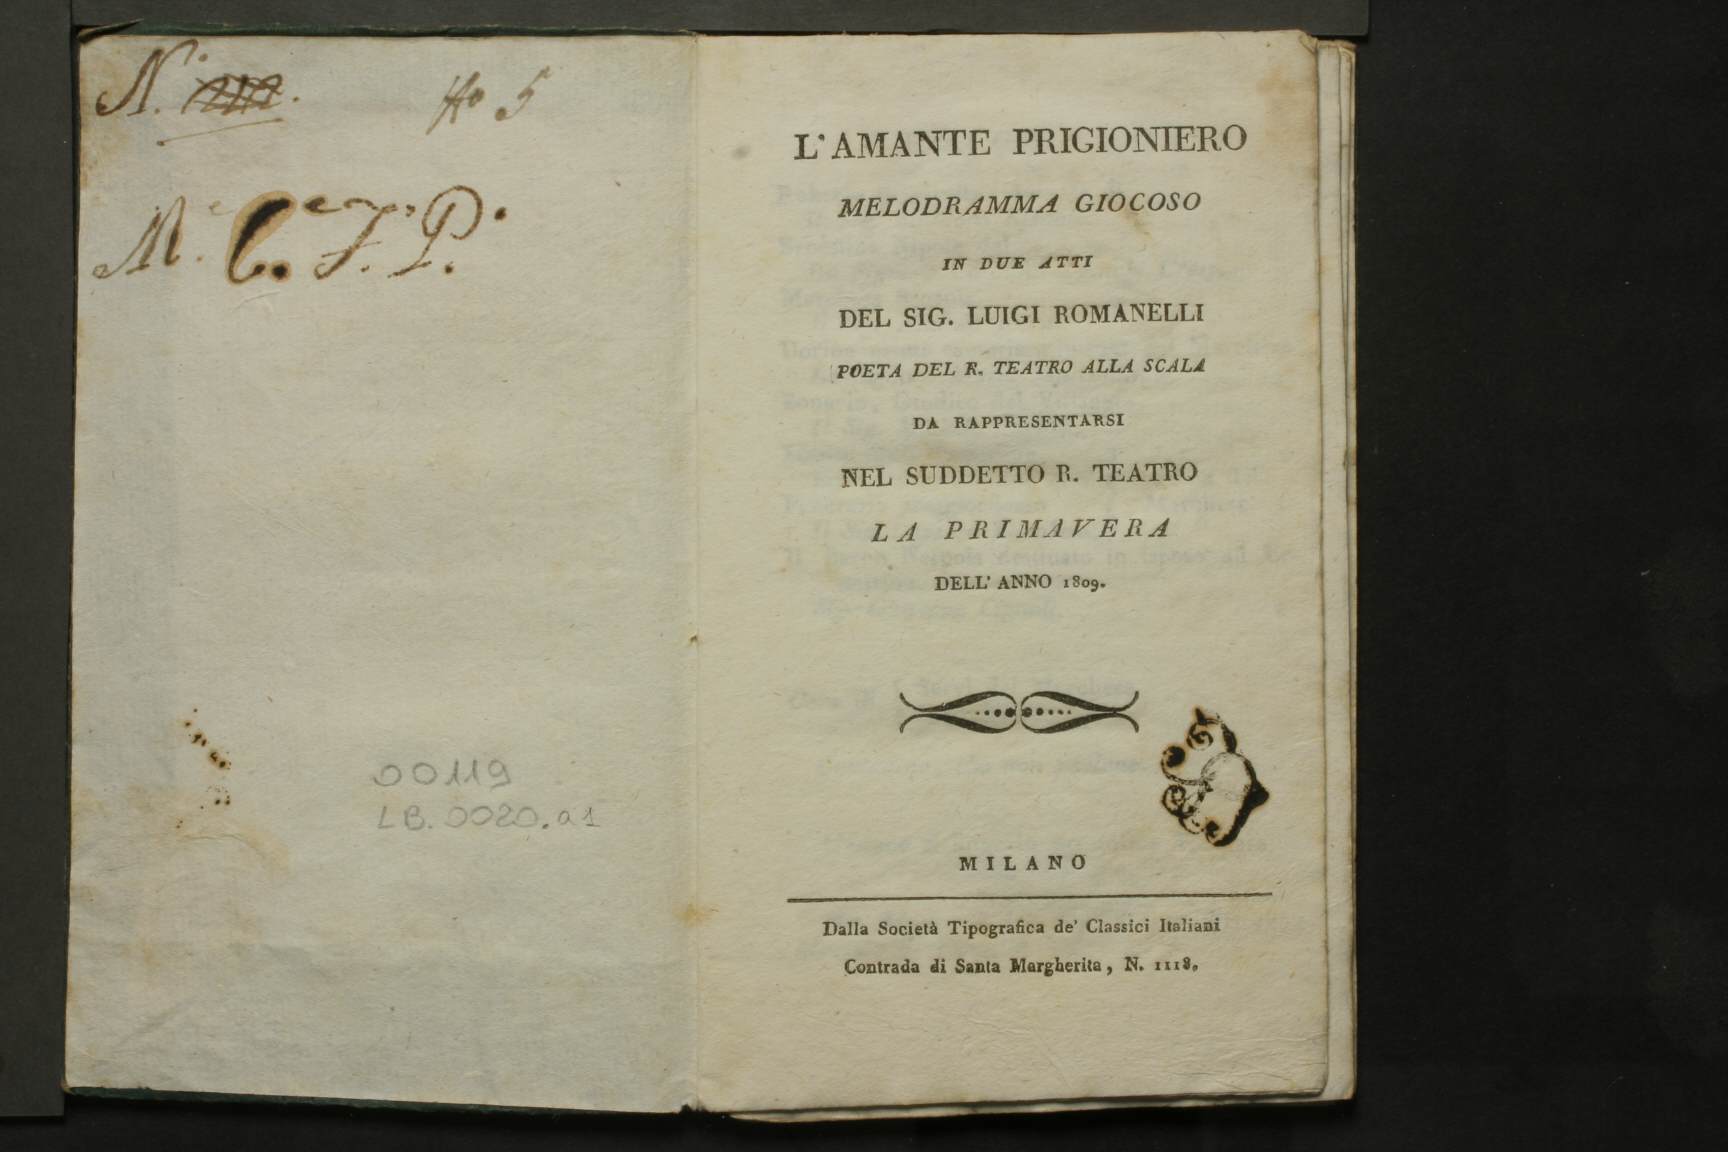 N.
No 5
M. C. F. P.
00119
LB.0020.a1
L'AMANTE PRIGIONIERO
MELODRAMMA GIOCOSO
IN DUE ATTI
DEL SIG. LUIGI ROMANELLI
POETA DEL R. TEATRO ALLA SCALA
DA RAPPRESENTARSI
NEL SUDDETTO R. TEATRO
LA PRIMAVERA
DELL' ANNO 1809.
MILANO
Dalla Società Tipografica de' Classici Italiani
Contrada di Santa Margherita, N. 1118.